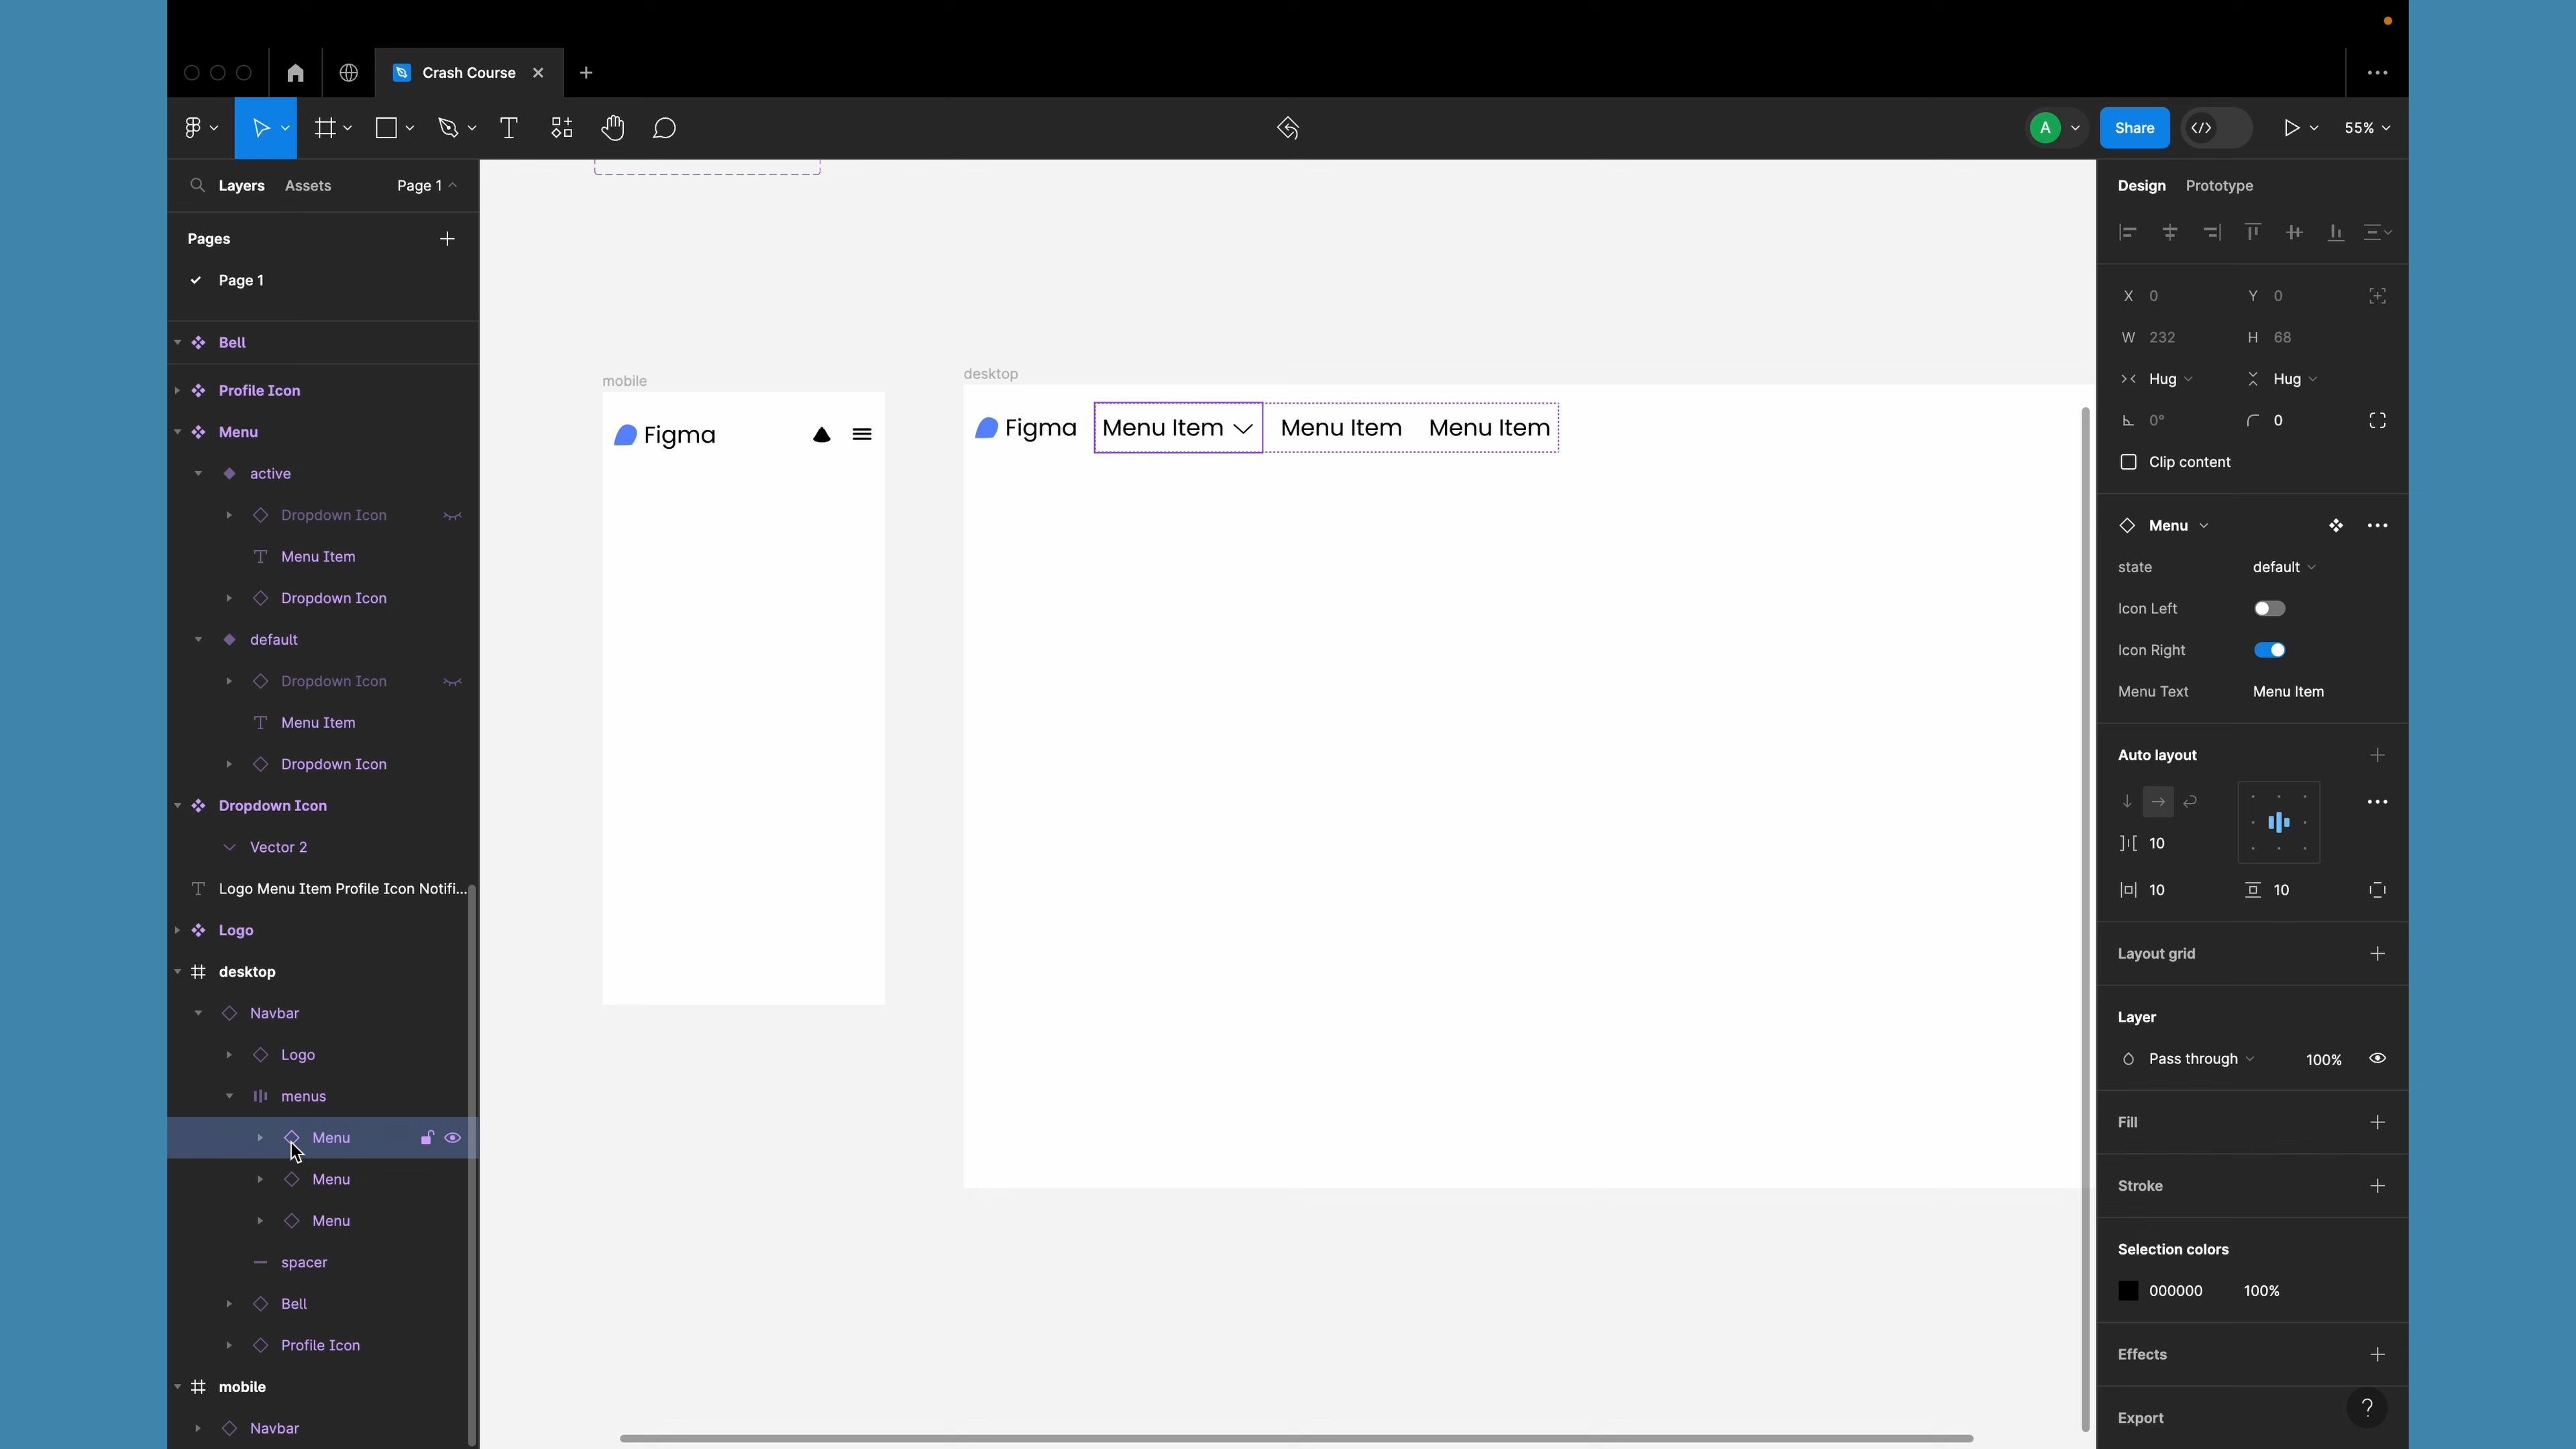 Crash Course
A
Share
55%
Layers
Assets
Page 1
Pages
Page 1
Bell
Profile Icon
Menu
active
Dropdown Icon
Menu Item
Dropdown Icon
default
Dropdown Icon
Menu Item
Dropdown Icon
Dropdown Icon
Vector 2
Logo Menu Item Profile Icon Notifi...
Logo
desktop
Navbar
Logo
menus
Menu
Menu
Menu
spacer
Bell
Profile Icon
mobile
Navbar
mobile
Figma
desktop
Figma
Menu Item
Menu Item
Menu Item
Design
Prototype
X 0
Y 0
W 232
H 68
Hug
Hug
0°
0
Clip content
Menu
state
default
Icon Left
Icon Right
Menu Text
Menu Item
Auto layout
10
10
10
Layout grid
Layer
Pass through
100%
Fill
Stroke
Selection colors
000000
100%
Effects
Export
?